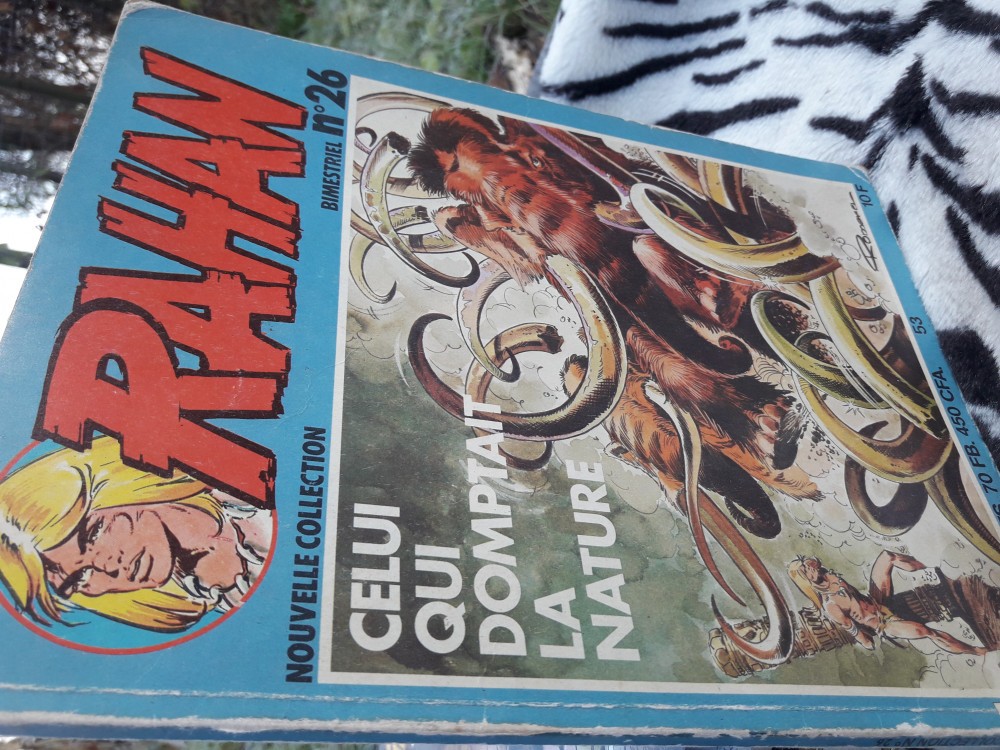 RAHAN
NOUVELLE COLLECTION
BIMESTRIEL n° 26
CELUI
QUI
DOMPTAIT
LA
NATURE
70 FB. 450 CFA. 53
10 F